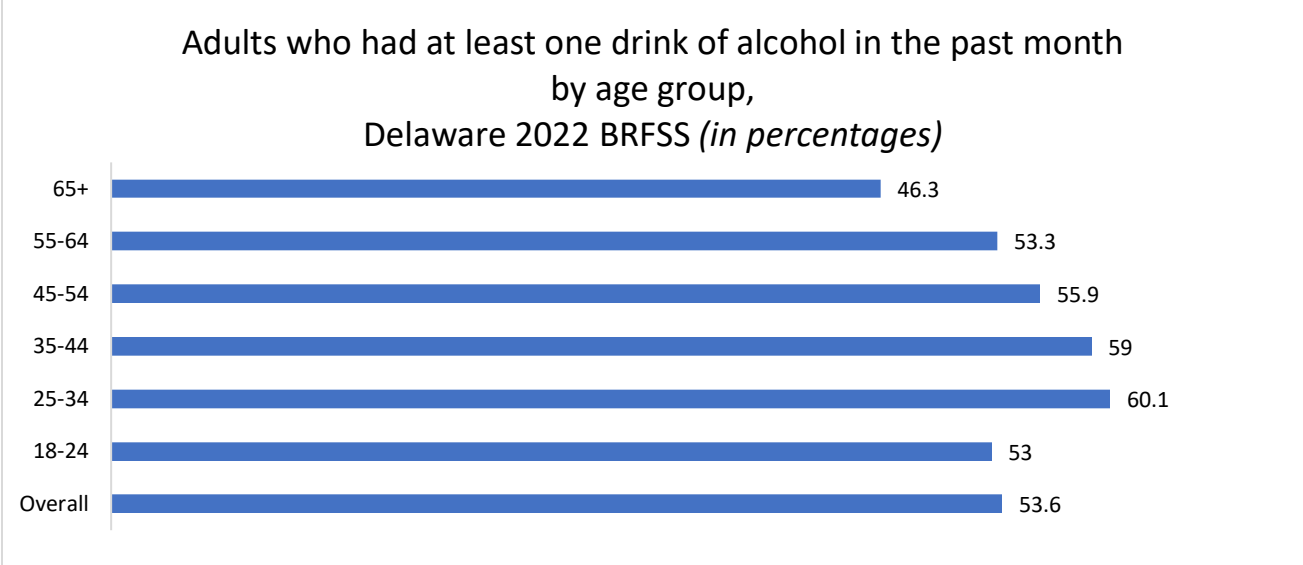 Adults who had at least one drink of alcohol in the past month
by age group,
Delaware 2022 BRFSS (in percentages)
65+ 46.3
55-64 53.3
45-54 55.9
35-44 59
25-34 60.1
18-24 53
Overall 53.6